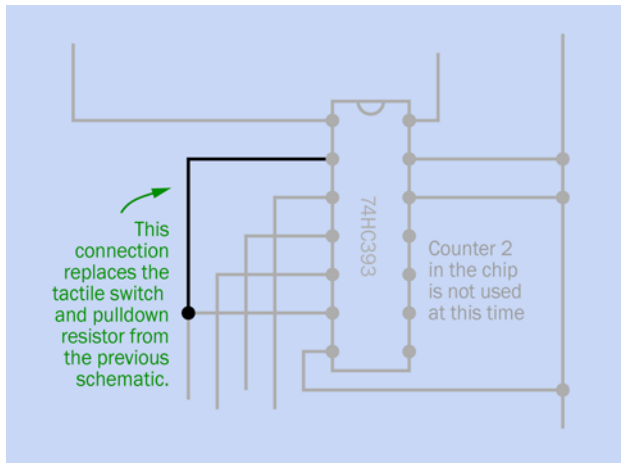 This
connection
replaces the
tactile switch
and pulldown
resistor from
the previous
schematic.
74HC393
Counter 2
in the chip
is not used
at this time